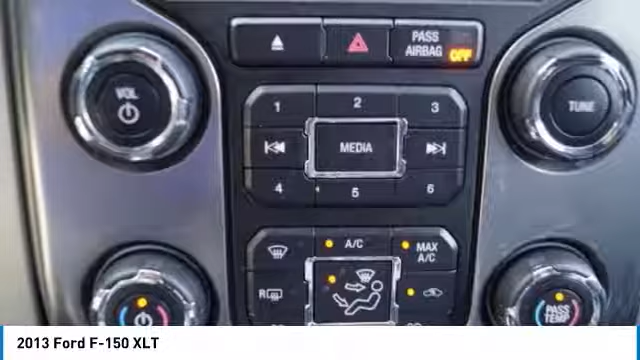 PASS
AIRBAG OFF
VOL
TUNE
1 2 3
MEDIA
4 5 6
A/C
MAX
A/C
R
PASS
TEMP
2013 Ford F-150 XLT